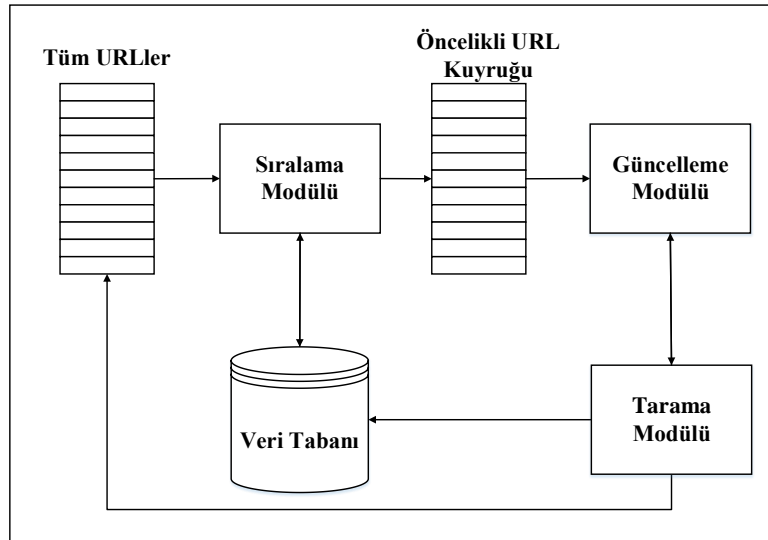 Tüm URLler
Öncelikli URL
Kuyruğu
Sıralama
Modülü
Güncelleme
Modülü
Veri Tabanı
Tarama
Modülü